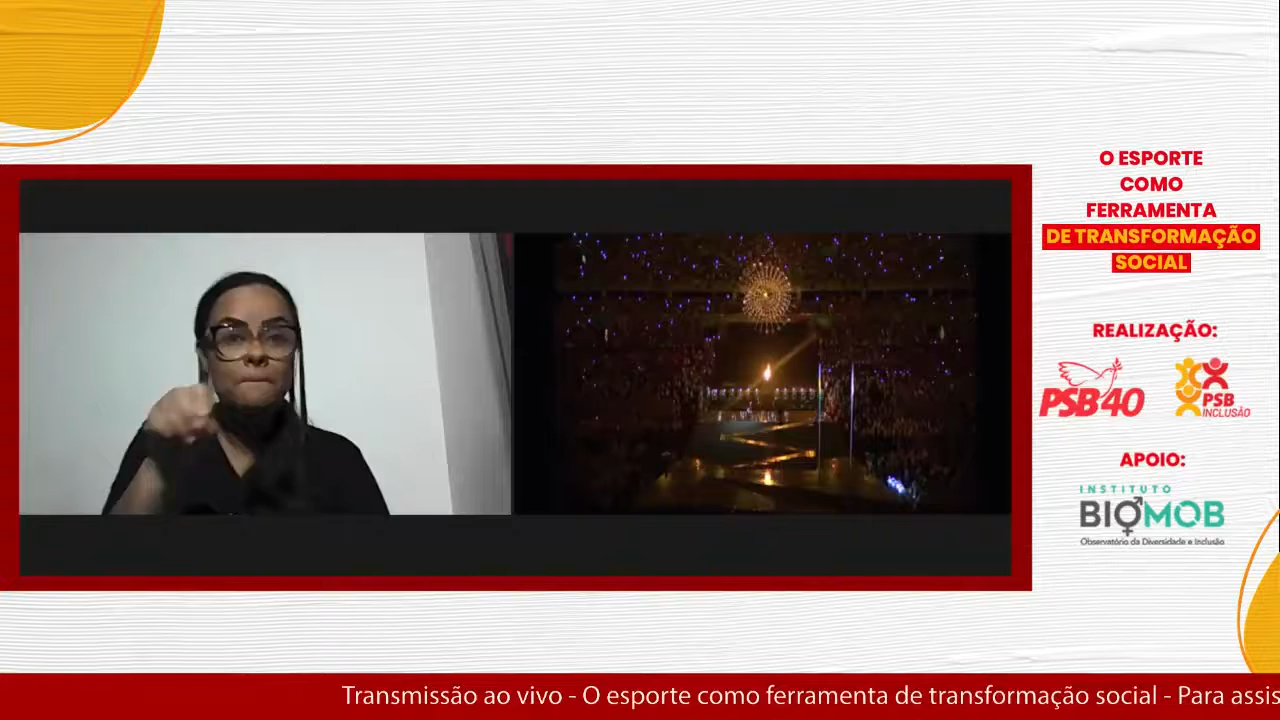 O ESPORTE
COMO
FERRAMENTA
DE TRANSFORMAÇÃO
SOCIAL
REALIZAÇÃO:
PSB40
PSB
INCLUSÃO
APOIO:
INSTITUTO
BIOMOB
Observatório da Diversidade e Inclusão
Transmissão ao vivo - O esporte como ferramenta de transformação social - Para assis